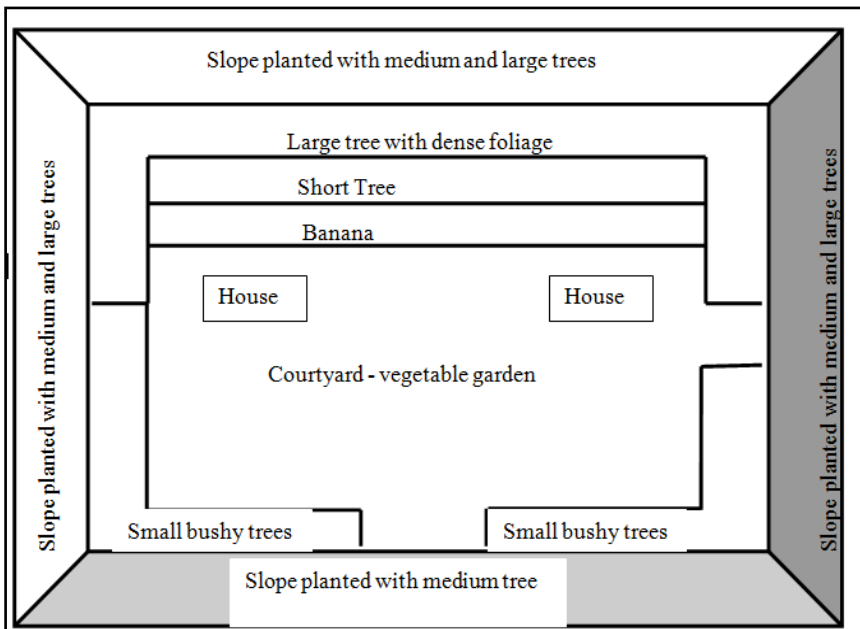 Slope planted with medium and large trees
Large tree with dense foliage
Short Tree
Banana
House
House
Slope planted with medium and large trees
Slope planted with medium and large trees
Courtyard - vegetable garden
Small bushy trees
Small bushy trees
Slope planted with medium tree